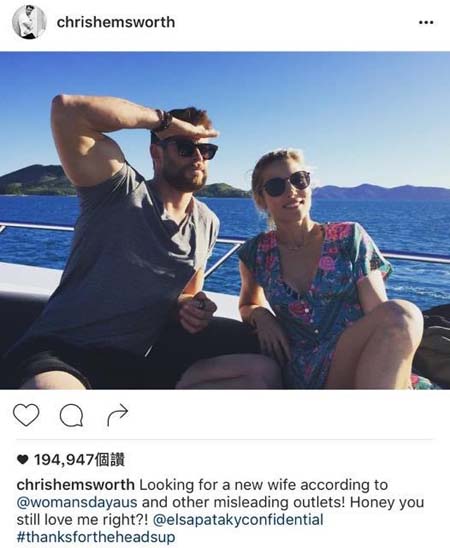 chrishemsworth
194,947個讚
chrishemsworth Looking for a new wife according to
@womansdayaus and other misleading outlets! Honey you
still love me right?! @elsapatakyconfidential
#thanksfortheheadsup